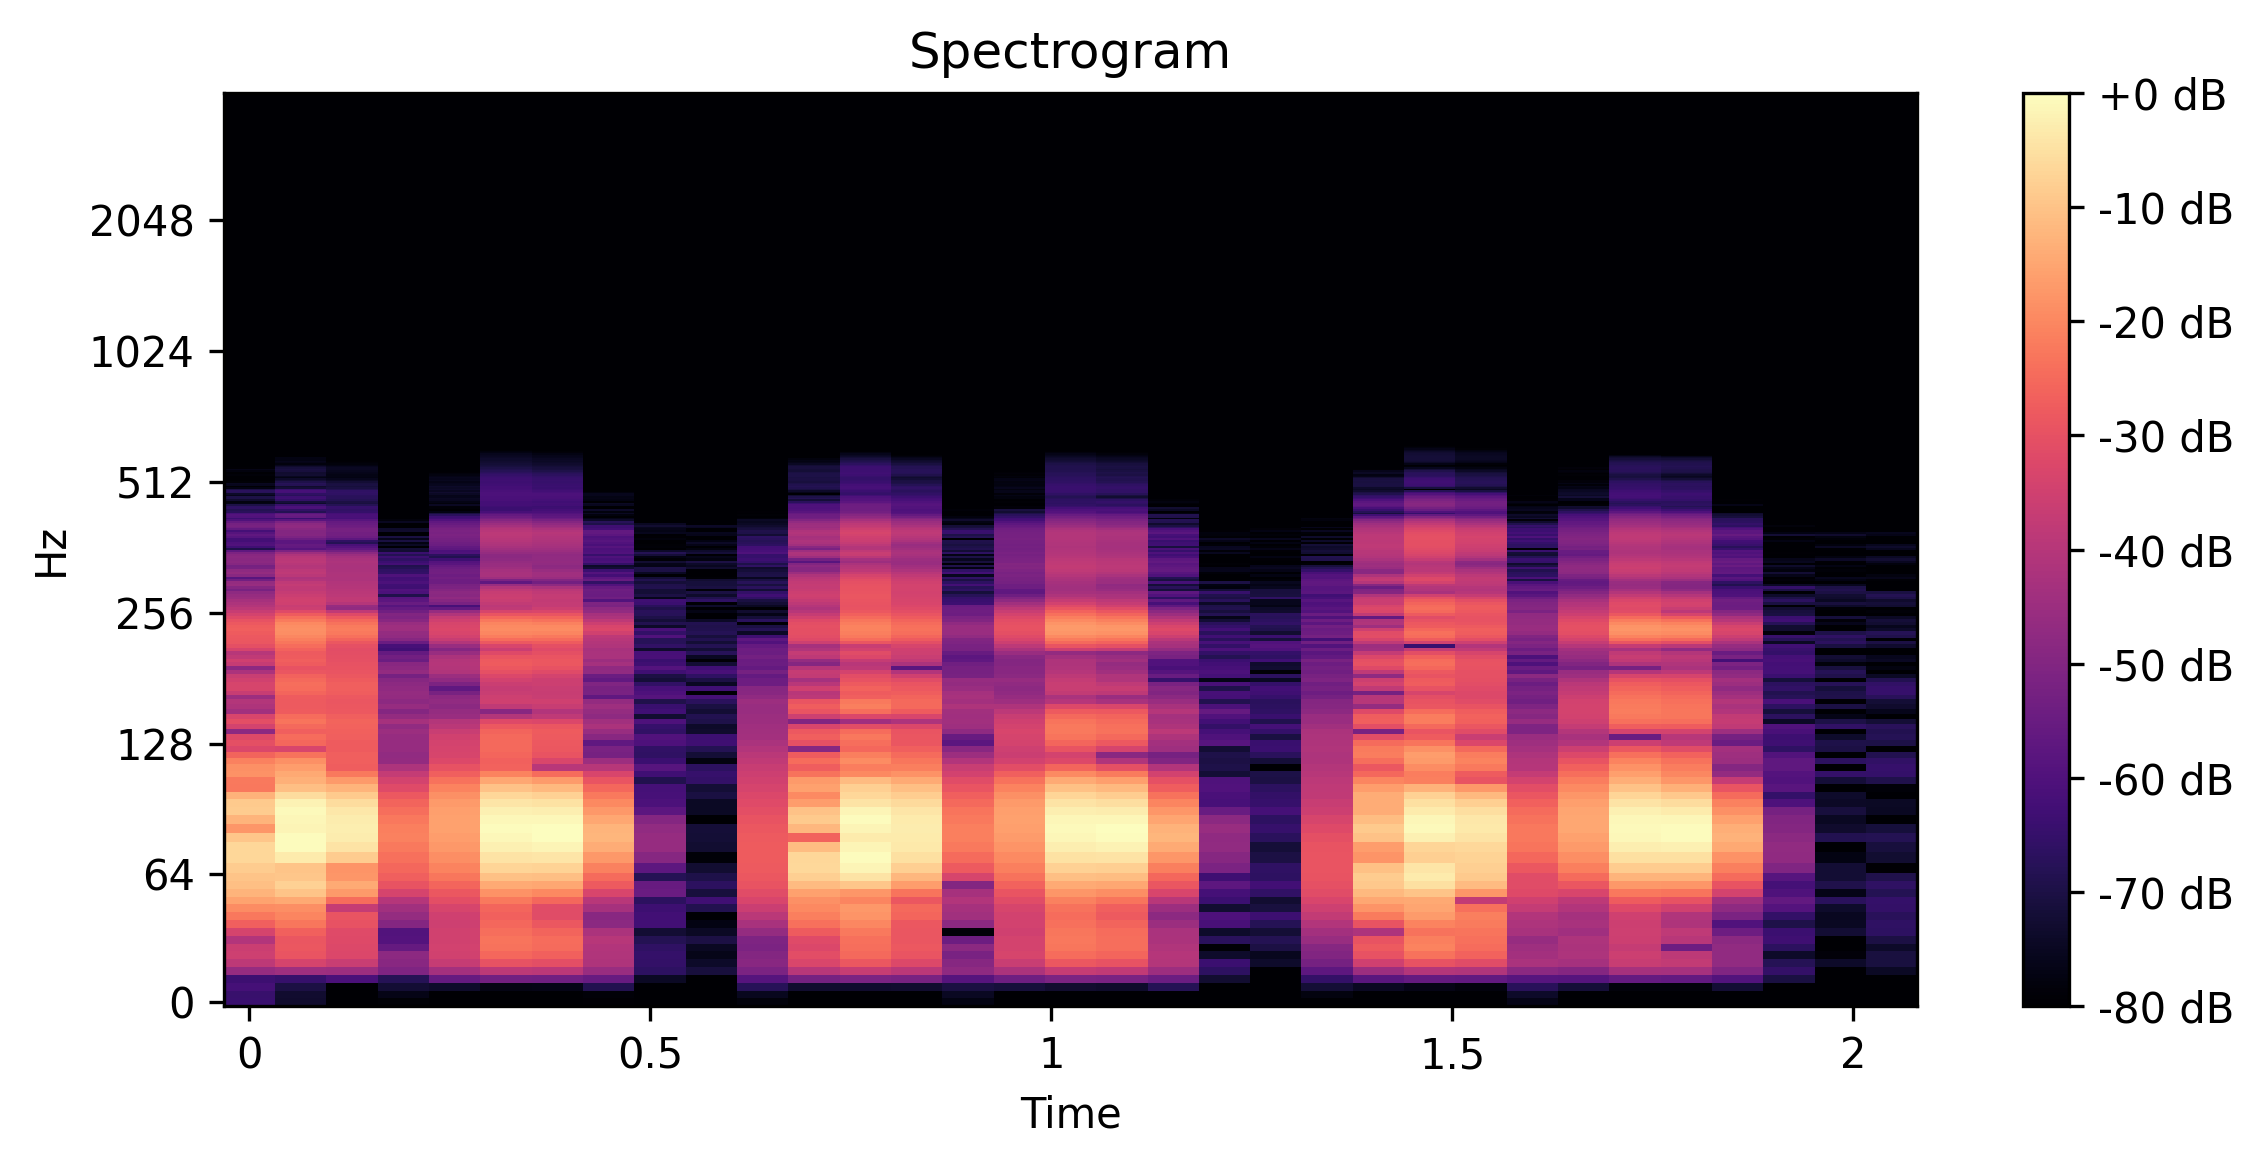 Spectrogram
Hz
2048
1024
512
256
128
64
0
0 0.5 1 1.5 2
Time
+0 dB
-10 dB
-20 dB
-30 dB
-40 dB
-50 dB
-60 dB
-70 dB
-80 dB